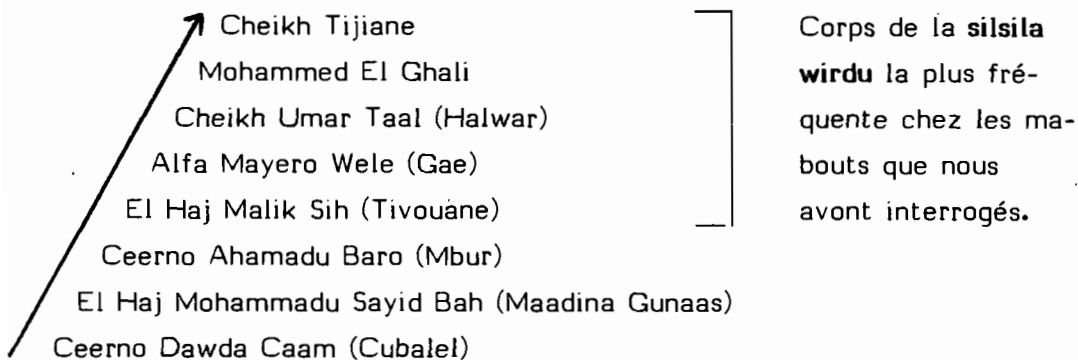 Cheikh Tijiane
Mohammed El Ghali
Cheikh Umar Taal (Halwar)
Alfa Mayero Wele (Gae)
El Haj Malik Sih (Tivouane)
Ceerno Ahamadu Baro (Mbur)
El Haj Mohammadu Sayid Bah (Maadina Gunaas)
Ceerno Dawda Caam (Cubalel)
Corps de la silsila
wirdu la plus fré-
quente chez les ma-
bouts que nous
avont interrogés.